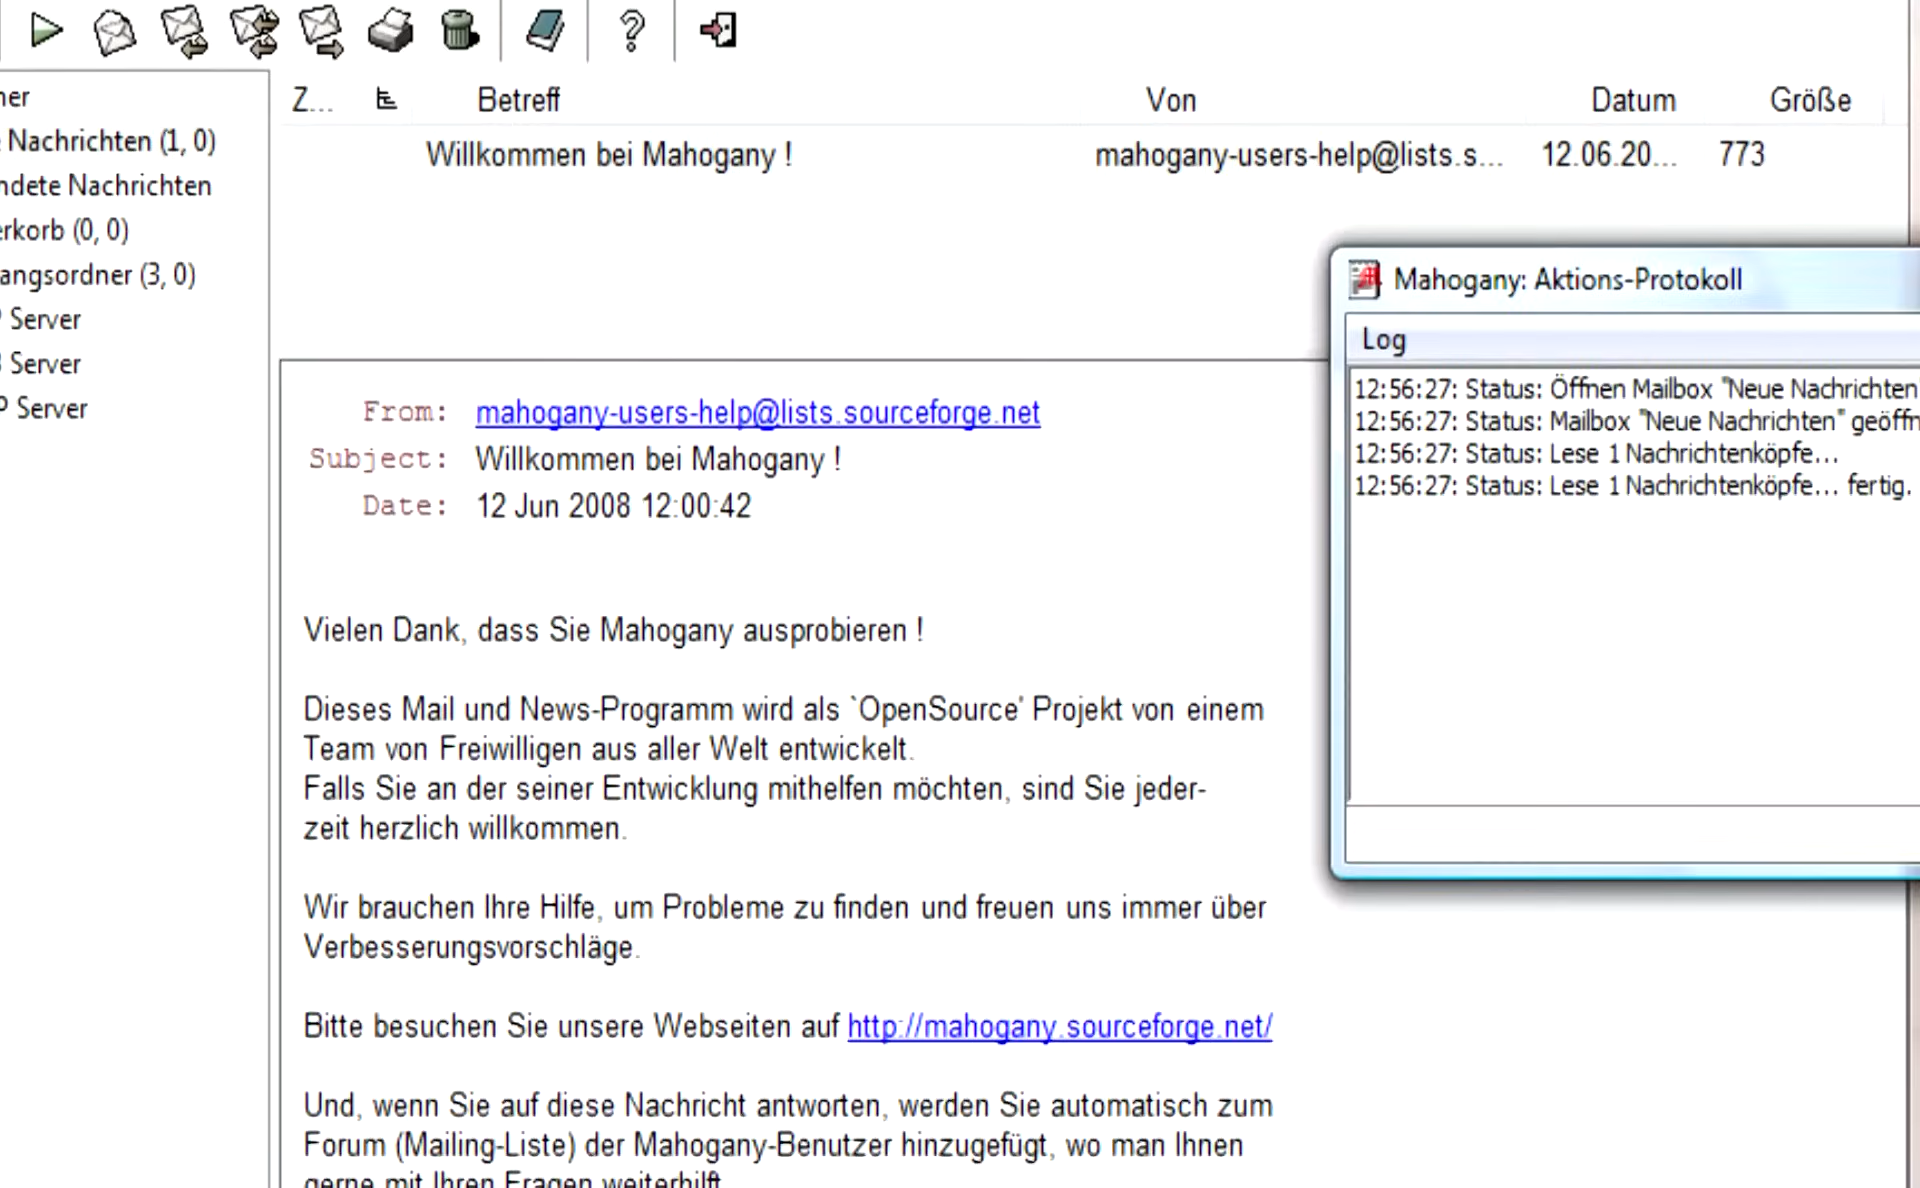 Nachrichten (1, 0)
Nachrichten
(0, 0)
(3, 0)
Server
Server
Server
Z... Betreff Von Datum Größe
Willkommen bei Mahogany ! mahogany-users-help@lists.s... 12.06.20... 773
From: mahogany-users-help@lists.sourceforge.net
Subject: Willkommen bei Mahogany !
Date: 12 Jun 2008 12:00:42
Vielen Dank, dass Sie Mahogany ausprobieren !
Dieses Mail und News-Programm wird als `OpenSource' Projekt von einem
Team von Freiwilligen aus aller Welt entwickelt.
Falls Sie an der seiner Entwicklung mithelfen möchten, sind Sie jeder-
zeit herzlich willkommen.
Wir brauchen Ihre Hilfe, um Probleme zu finden und freuen uns immer über
Verbesserungsvorschläge.
Bitte besuchen Sie unsere Webseiten auf http://mahogany.sourceforge.net/
Und, wenn Sie auf diese Nachricht antworten, werden Sie automatisch zum
Forum (Mailing-Liste) der Mahogany-Benutzer hinzugefügt, wo man Ihnen
gerne mit Ihren Fragen weiterhilft
Mahogany: Aktions-Protokoll
Log
12:56:27: Status: Öffnen Mailbox "Neue Nachrichten
12:56:27: Status: Mailbox "Neue Nachrichten" geöffn
12:56:27: Status: Lese 1 Nachrichtenköpfe...
12:56:27: Status: Lese 1 Nachrichtenköpfe... fertig.